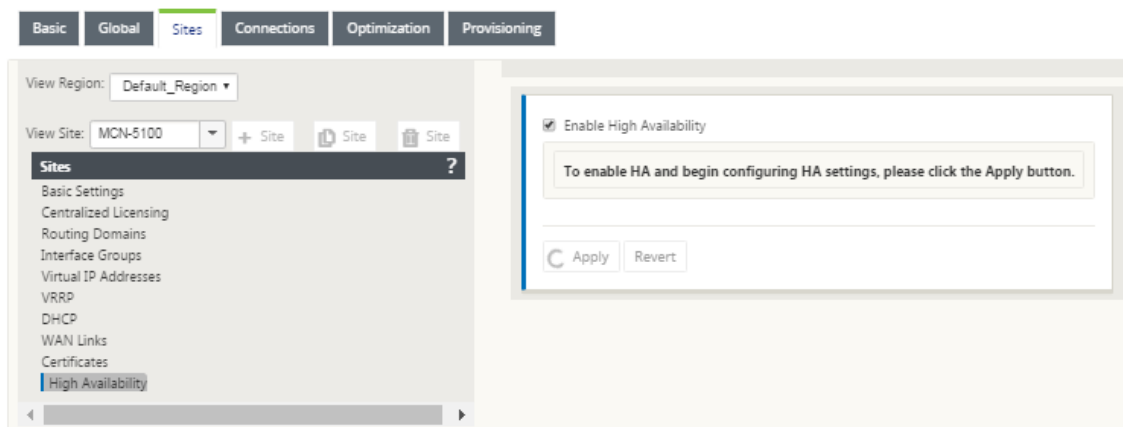 Basic Global Sites Connections Optimization Provisioning
View Region: Default_Region
View Site: MCN-5100 + Site Site Site
Sites ?
Basic Settings
Centralized Licensing
Routing Domains
Interface Groups
Virtual IP Addresses
VRRP
DHCP
WAN Links
Certificates
High Availability
Enable High Availability
To enable HA and begin configuring HA settings, please click the Apply button.
Apply Revert